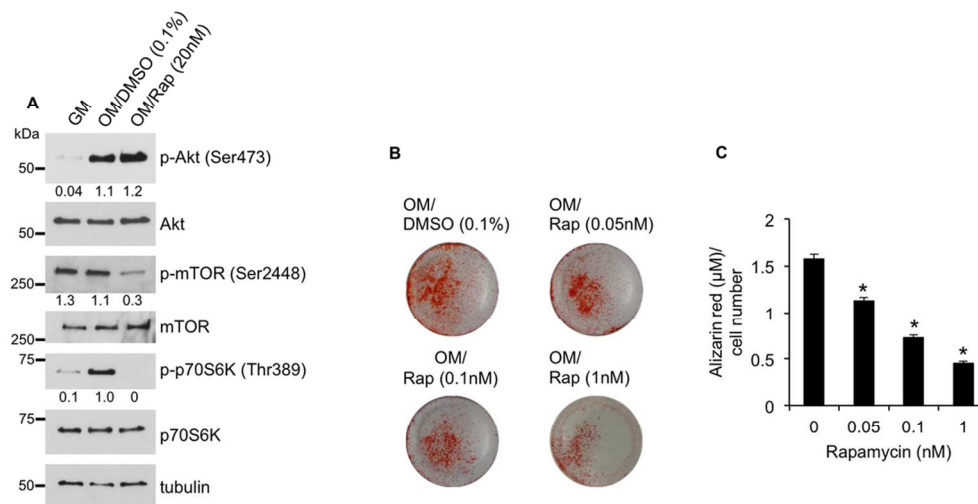 A
kDa
GM
OM/DMSO (0.1%)
OM/Rap (20nM)
50
p-Akt (Ser473)
0.04 1.1 1.2
50
Akt
250
p-mTOR (Ser2448)
1.3 1.1 0.3
250
mTOR
75
p-p70S6K (Thr389)
0.1 1.0 0
75
p70S6K
50
tubulin
B
OM/
DMSO (0.1%)
OM/
Rap (0.05nM)
OM/
Rap (0.1nM)
OM/
Rap (1nM)
C
Alizarin red (µM)/
cell number
2
1.5
1
0.5
0
*
*
*
0 0.05 0.1 1
Rapamycin (nM)